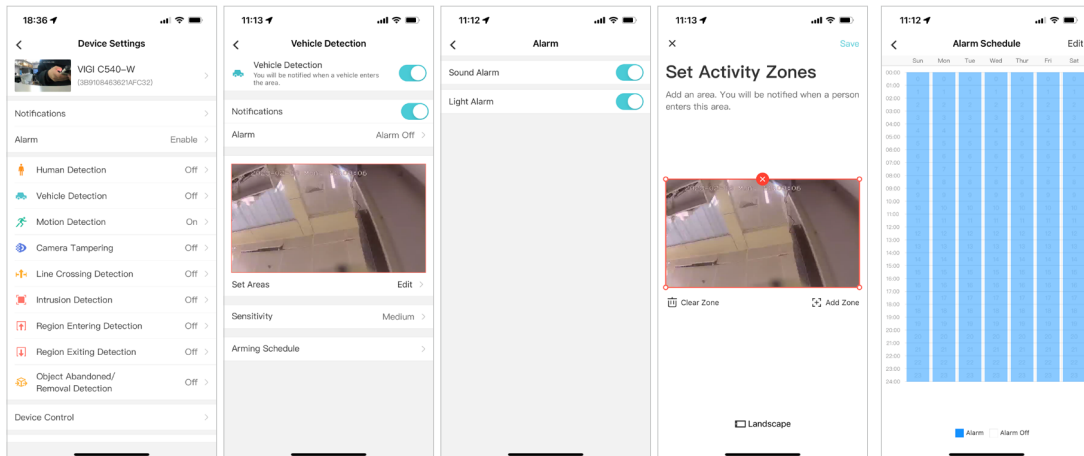 18:36
Device Settings
VIGI C540-W
(3B9108463621AFC32)
Notifications
Alarm Enable
Human Detection Off
Vehicle Detection Off
Motion Detection On
Camera Tampering Off
Line Crossing Detection Off
Intrusion Detection Off
Region Entering Detection Off
Region Exiting Detection Off
Object Abandoned/
Removal Detection Off
Device Control
11:13
Vehicle Detection
Vehicle Detection
You will be notified when a vehicle enters
the area.
Notifications
Alarm Alarm Off
Set Areas Edit
Sensitivity Medium
Arming Schedule
11:12
Alarm
Sound Alarm
Light Alarm
11:13
Save
Set Activity Zones
Add an area. You will be notified when a person
enters this area.
Clear Zone Add Zone
Landscape
11:12
Alarm Schedule Edit
Sun Mon Tue Wed Thur Fri Sat
00:00
01:00
02:00
03:00
04:00
05:00
06:00
07:00
08:00
09:00
10:00
11:00
12:00
13:00
14:00
15:00
16:00
17:00
18:00
19:00
20:00
21:00
22:00
23:00
24:00
Alarm Alarm Off